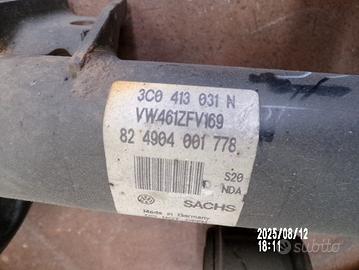 3C0 413 031 N
VW461ZFV169
82 4904 001 778
S20
D NDA
SACHS
Made in Germany
2025/08/12
18:11
subito